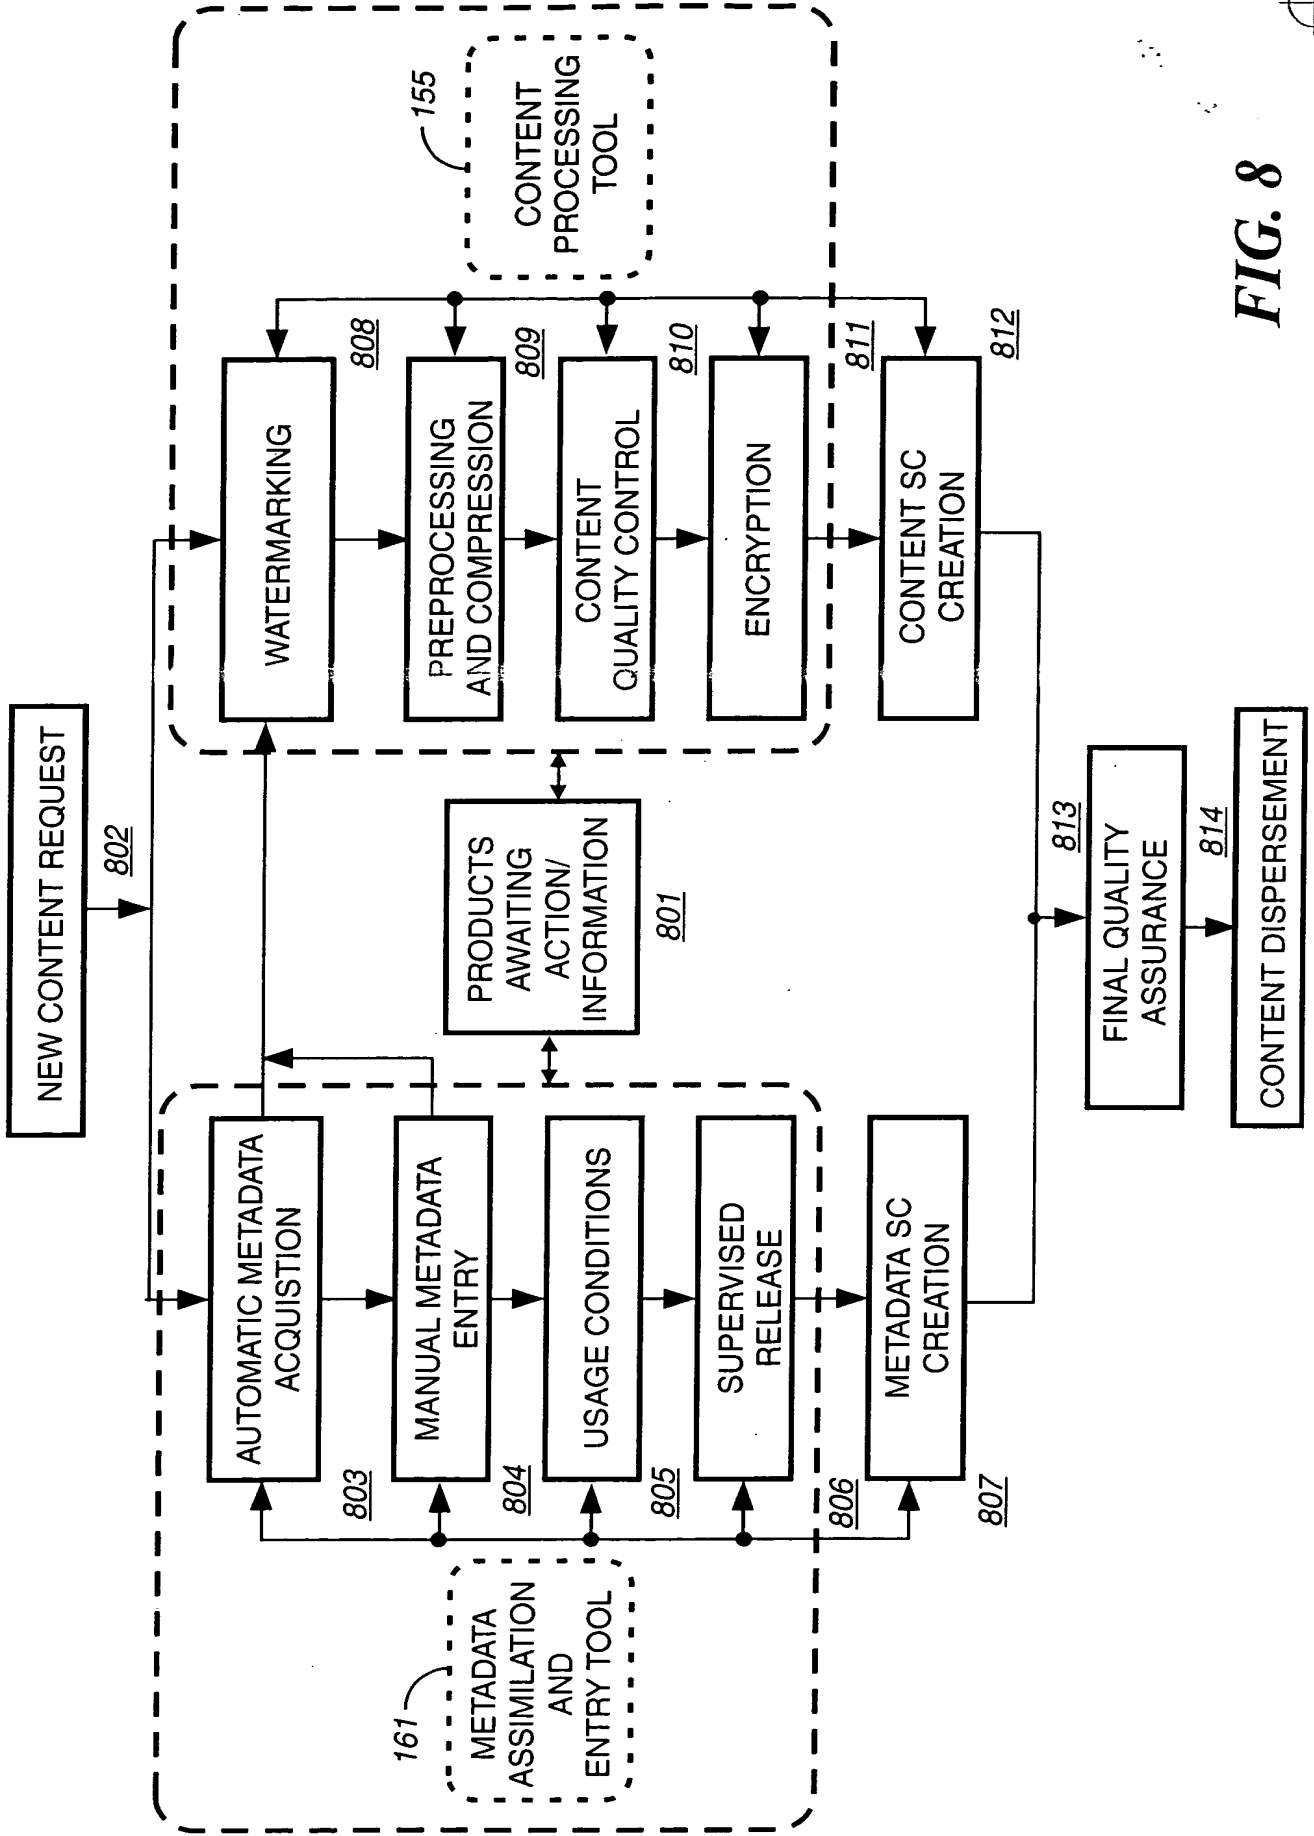 NEW CONTENT REQUEST
802
AUTOMATIC METADATA
ACQUISTION
803
MANUAL METADATA
ENTRY
804
USAGE CONDITIONS
805
SUPERVISED
RELEASE
806
METADATA SC
CREATION
807
161
METADATA
ASSIMILATION
AND
ENTRY TOOL
PRODUCTS
AWAITING
ACTION/
INFORMATION
801
WATERMARKING
808
PREPROCESSING
AND COMPRESSION
809
CONTENT
QUALITY CONTROL
810
ENCRYPTION
811
CONTENT SC
CREATION
812
155
CONTENT
PROCESSING
TOOL
813
FINAL QUALITY
ASSURANCE
814
CONTENT DISPERSEMENT
FIG. 8